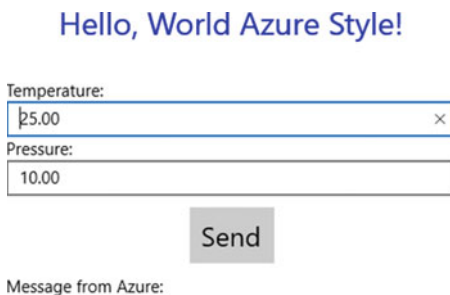 Hello, World Azure Style!
Temperature:
25.00
Pressure:
10.00
Send
Message from Azure: